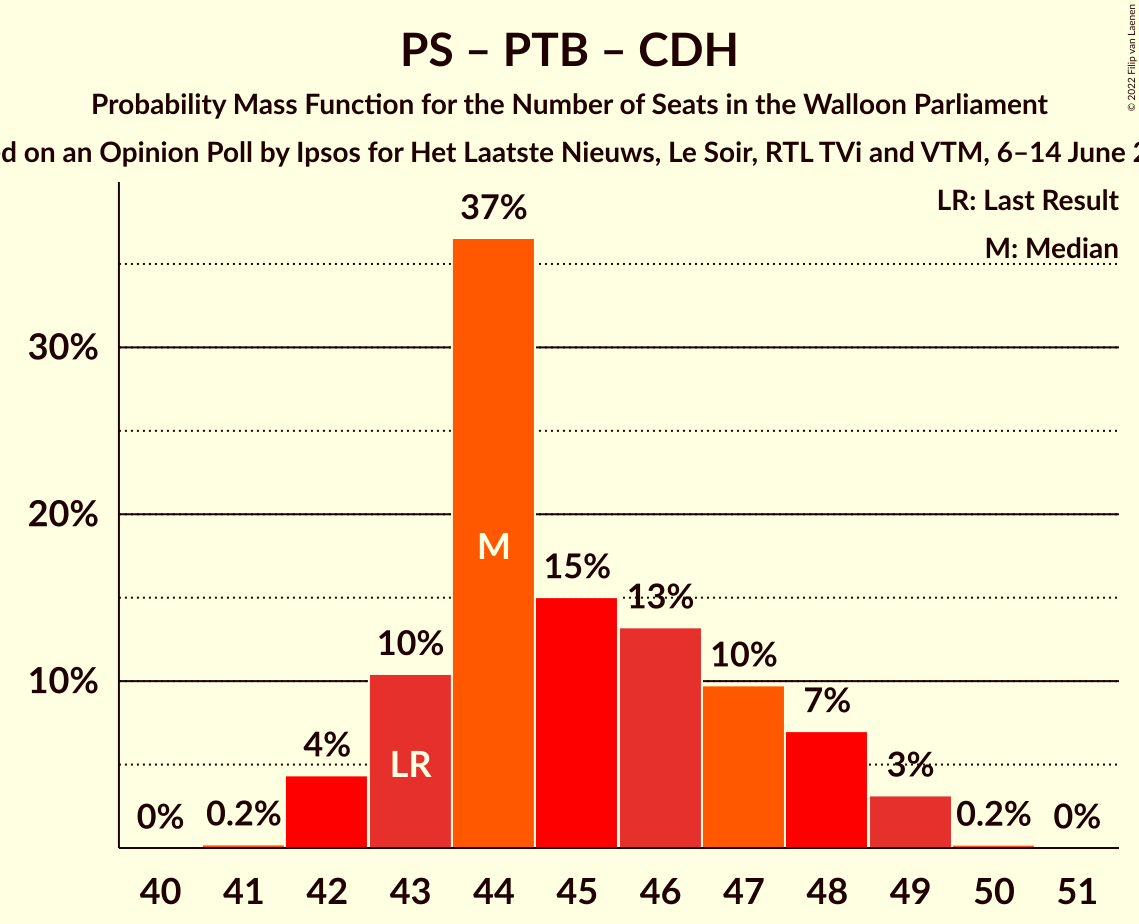 PS – PTB – CDH
Probability Mass Function for the Number of Seats in the Walloon Parliament
d on an Opinion Poll by Ipsos for Het Laatste Nieuws, Le Soir, RTL TVi and VTM, 6–14 June 2
© 2022 Filip van Laenen
LR: Last Result
M: Median
37%
30%
20%
10%
0%
0.2%
4%
10%
LR
M
15%
13%
10%
7%
3%
0.2%
0%
40 41 42 43 44 45 46 47 48 49 50 51